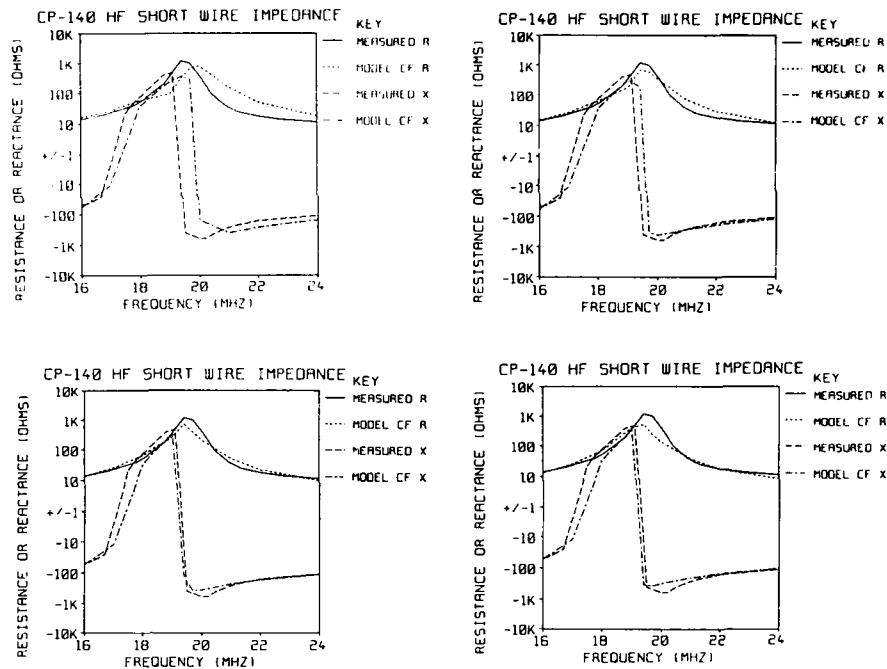 CP-140 HF SHORT WIRE IMPEDANCE
KEY
MEASURED R
MODEL CF R
MEASURED X
MODEL CF X
RESISTANCE OR REACTANCE (OHMS)
10K
1K
100
10
+/-1
-10
-100
-1K
-10K
16 18 20 22 24
FREQUENCY (MHZ)
CP-140 HF SHORT WIRE IMPEDANCE
KEY
MEASURED R
MODEL CF R
MEASURED X
MODEL CF X
RESISTANCE OR REACTANCE (OHMS)
10K
1K
100
10
+/-1
-10
-100
-1K
-10K
16 18 20 22 24
FREQUENCY (MHZ)
CP-140 HF SHORT WIRE IMPEDANCE
KEY
MEASURED R
MODEL CF R
MEASURED X
MODEL CF X
RESISTANCE OR REACTANCE (OHMS)
10K
1K
100
10
+/-1
-10
-100
-1K
-10K
16 18 20 22 24
FREQUENCY (MHZ)
CP-140 HF SHORT WIRE IMPEDANCE
KEY
MEASURED R
MODEL CF R
MEASURED X
MODEL CF X
RESISTANCE OR REACTANCE (OHMS)
10K
1K
100
10
+/-1
-10
-100
-1K
-10K
16 18 20 22 24
FREQUENCY (MHZ)